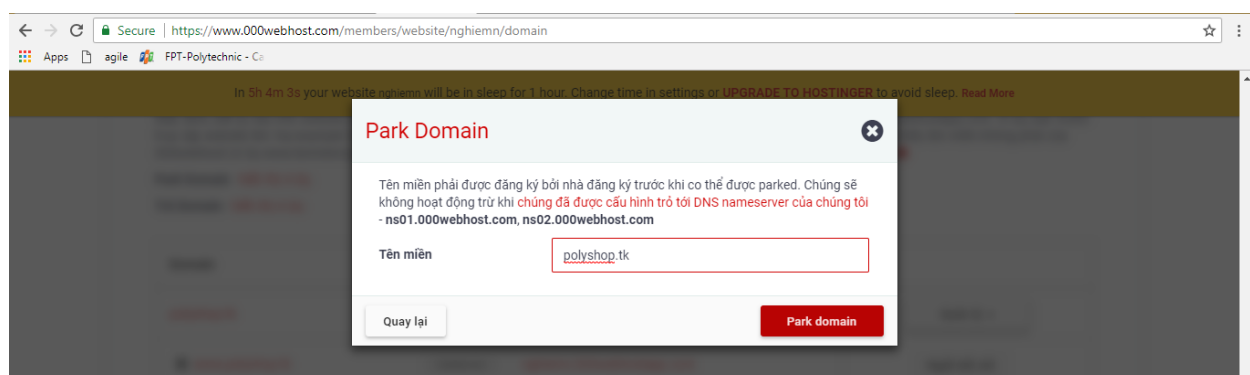 Secure | https://www.000webhost.com/members/website/nghiemn/domain
Apps agile FPT-Polytechnic - Ca
In 5h 4m 3s your website nghiemn will be in sleep for 1 hour. Change time in settings or UPGRADE TO HOSTINGER to avoid sleep. Read More
Park Domain
Tên miền phải được đăng ký bởi nhà đăng ký trước khi co thể được parked. Chúng sẽ
không hoạt động trừ khi chúng đã được cấu hình trỏ tới DNS nameserver của chúng tôi
- ns01.000webhost.com, ns02.000webhost.com
Tên miền polyshop.tk
Quay lại Park domain